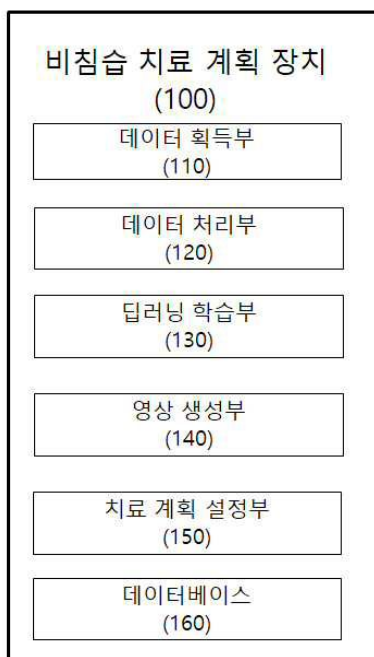 비침습 치료 계획 장치
(100)
데이터 획득부
(110)
데이터 처리부
(120)
딥러닝 학습부
(130)
영상 생성부
(140)
치료 계획 설정부
(150)
데이터베이스
(160)